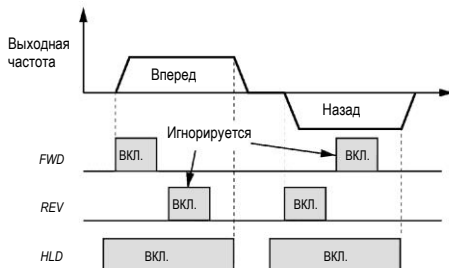 Выходная
частота
Вперед
Назад
Игнорируется
FWD
ВКЛ.
ВКЛ.
REV
ВКЛ.
ВКЛ.
HLD
ВКЛ.
ВКЛ.